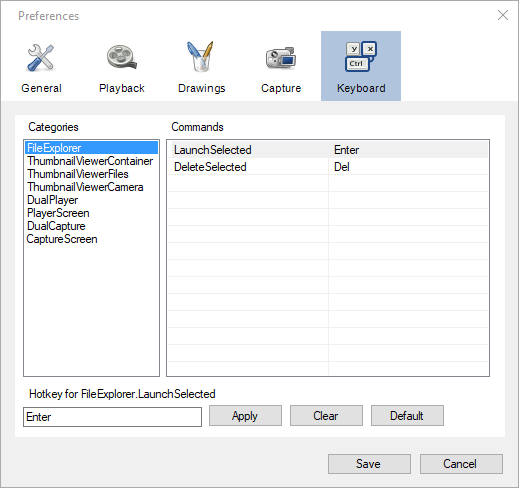 Preferences
Y X
Ctrl
General Playback Drawings Capture Keyboard
Categories Commands
FileExplorer
ThumbnailViewerContainer
ThumbnailViewerFiles
ThumbnailViewerCamera
DualPlayer
PlayerScreen
DualCapture
CaptureScreen
LaunchSelected Enter
DeleteSelected Del
Hotkey for FileExplorer.LaunchSelected
Enter Apply Clear Default
Save Cancel